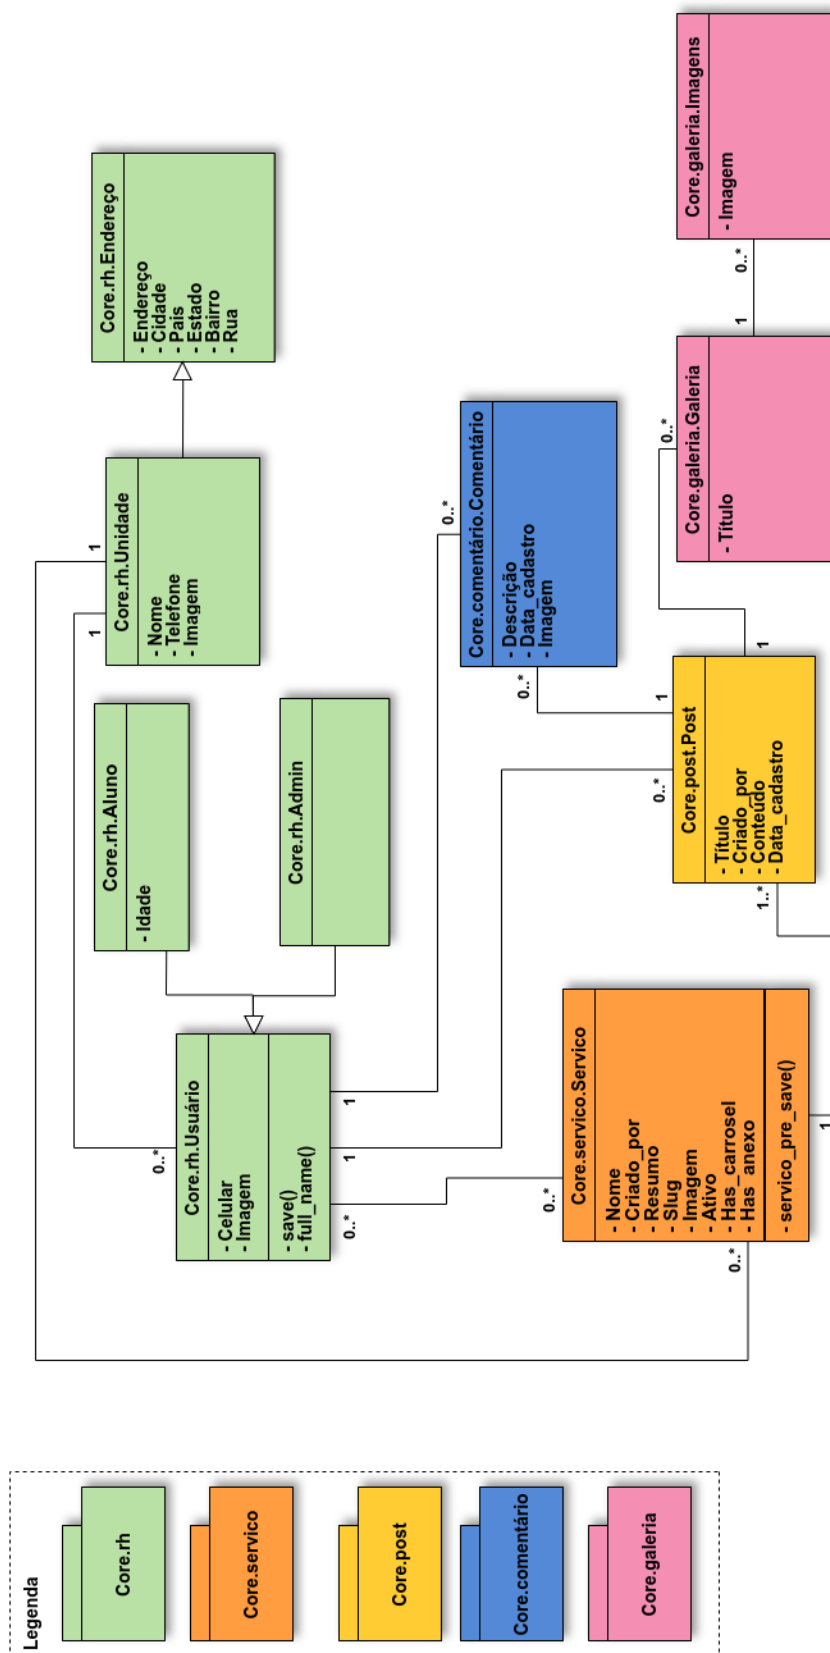 Legenda
Core.rh
Core.servico
Core.post
Core.comentário
Core.galeria
Core.rh.Usuário
- Celular
- Imagem
- save()
- full_name()
0..*
0..*
1
1
Core.rh.Aluno
- Idade
Core.rh.Admin
Core.rh.Unidade
- Nome
- Telefone
- Imagem
1
1
Core.rh.Endereço
- Endereço
- Cidade
- Pais
- Estado
- Bairro
- Rua
Core.servico.Servico
- Nome
- Criado_por
- Resumo
- Slug
- Imagem
- Ativo
- Has_carrosel
- Has_anexo
- servico_pre_save()
0..*
0..*
1
Core.comentário.Comentário
- Descrição
- Data_cadastro
- Imagem
0..*
0..*
Core.post.Post
- Título
- Criado_por
- Conteúdo
- Data_cadastro
0..*
1
1
1..*
Core.galeria.Galeria
- Título
0..*
1
Core.galeria.Imagens
- Imagem
0..*